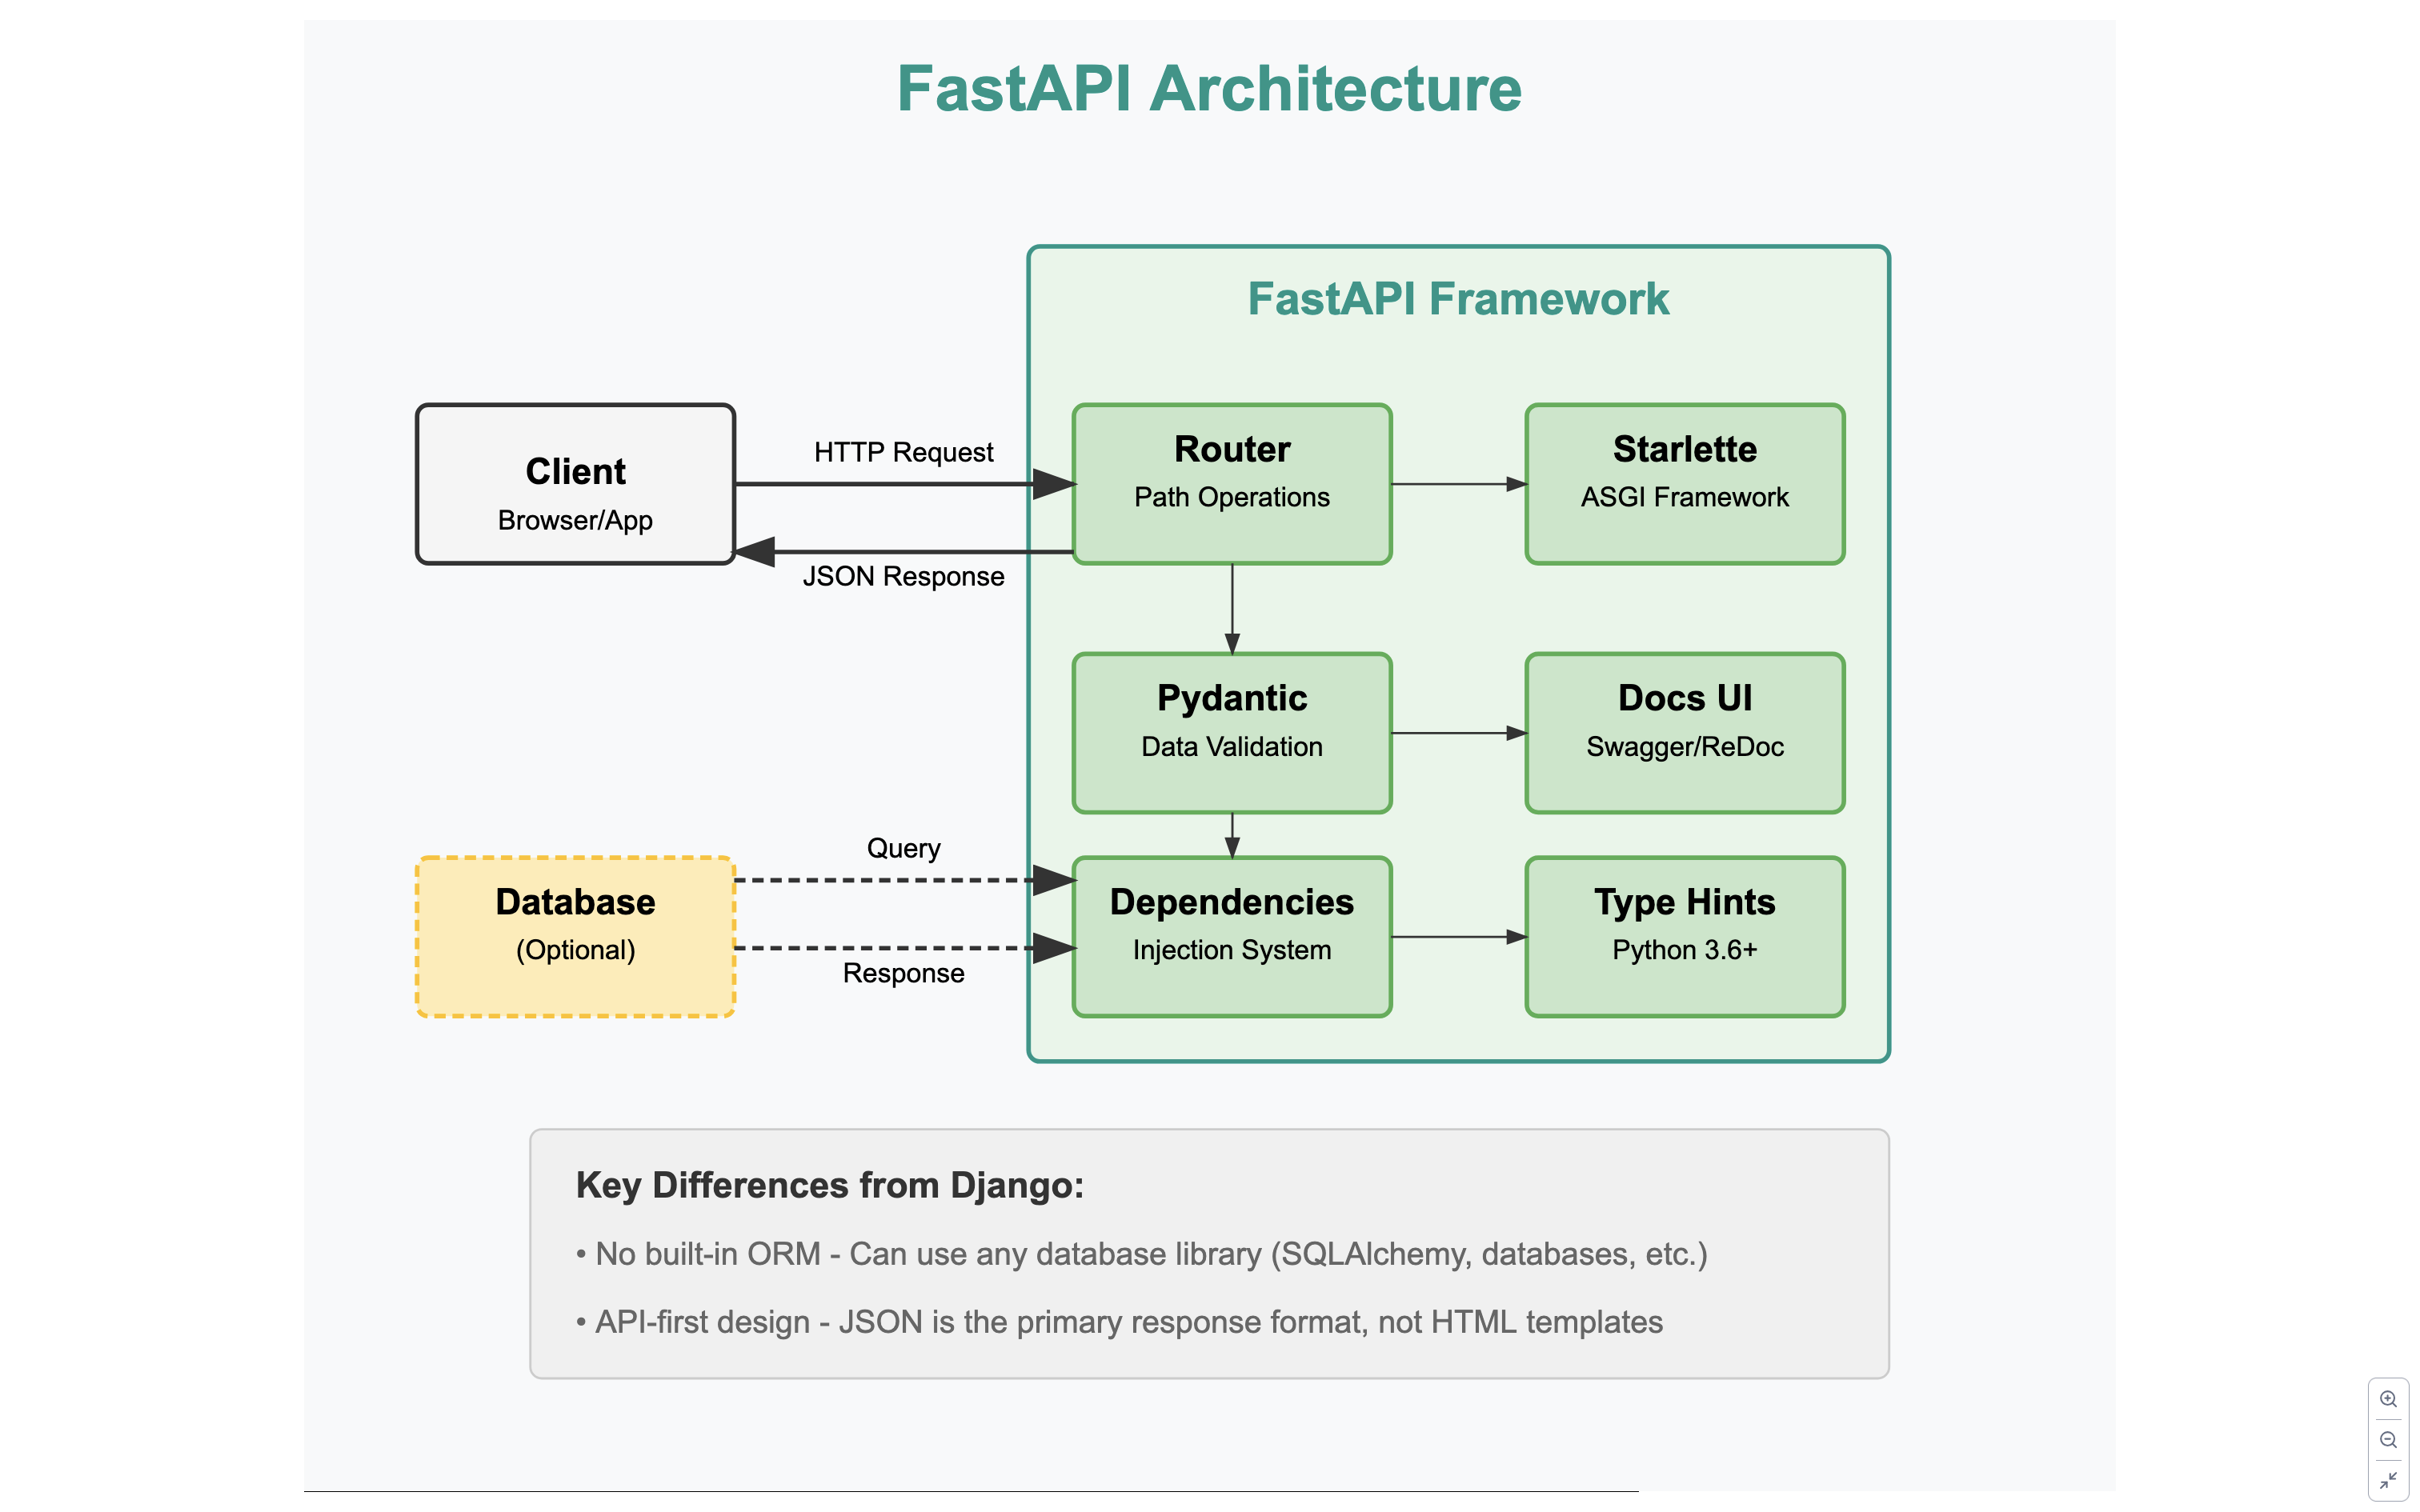 FastAPI Architecture
FastAPI Framework
Client
Browser/App
HTTP Request
JSON Response
Router
Path Operations
Starlette
ASGI Framework
Pydantic
Data Validation
Docs UI
Swagger/ReDoc
Database
(Optional)
Query
Response
Dependencies
Injection System
Type Hints
Python 3.6+
Key Differences from Django:
• No built-in ORM - Can use any database library (SQLAlchemy, databases, etc.)
• API-first design - JSON is the primary response format, not HTML templates